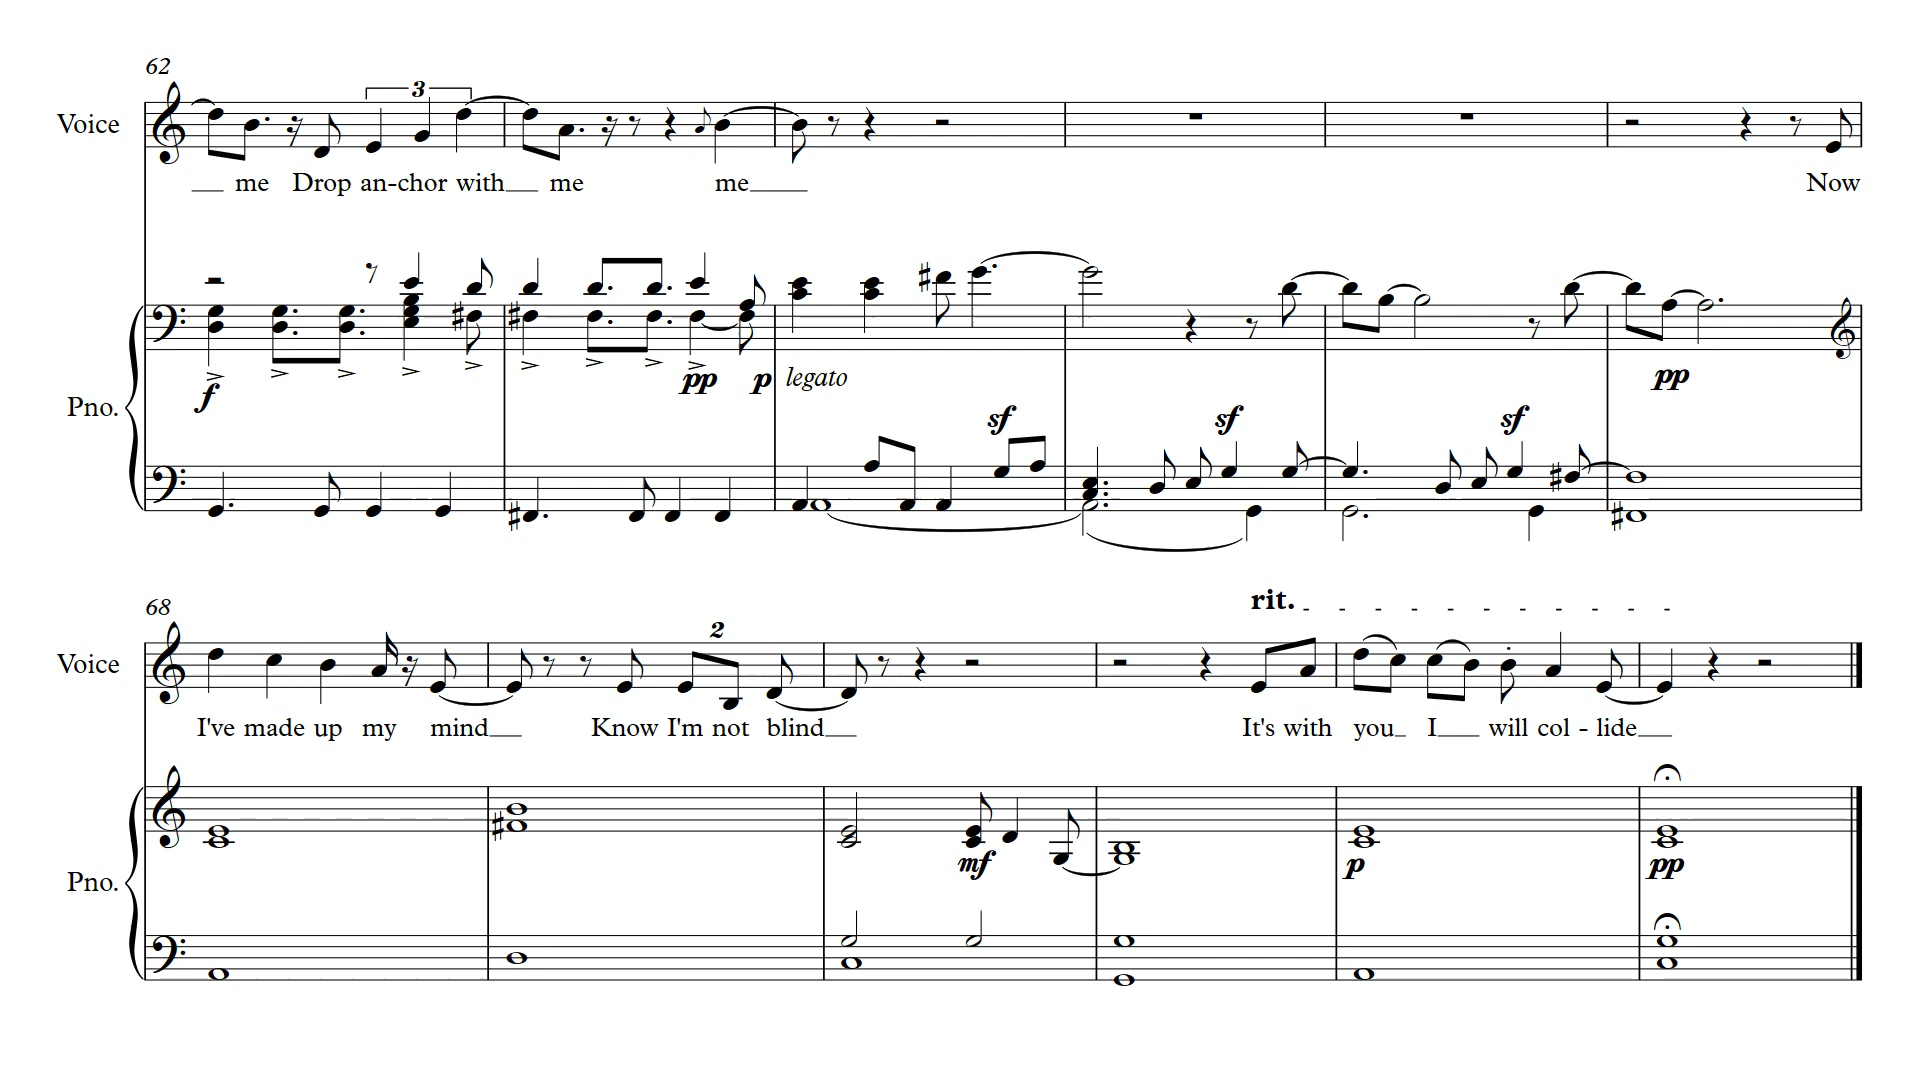 62
3
Voice
me Drop an-chor with me me Now
Pno.
f pp p legato pp
sf sf sf
68
rit.
2
Voice
I've made up my mind Know I'm not blind It's with you I will col - lide
Pno.
mf p pp